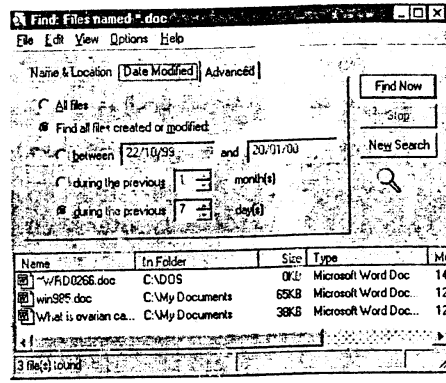 Find: Files named *.doc
File Edit View Options Help
Name & Location Date Modified Advanced
Find Now
All files
Stop
Find all files created or modified:
New Search
between 22/10/99 and 20/01/00
during the previous 1 month(s)
during the previous 7 day(s)
Name In Folder Size Type M
~WRD0266.doc C:\DOS 0KB Microsoft Word Doc 14
win985.doc C:\My Documents 65KB Microsoft Word Doc... 12
What is ovarian ca... C:\My Documents 38KB Microsoft Word Doc... 12
3 file(s) found